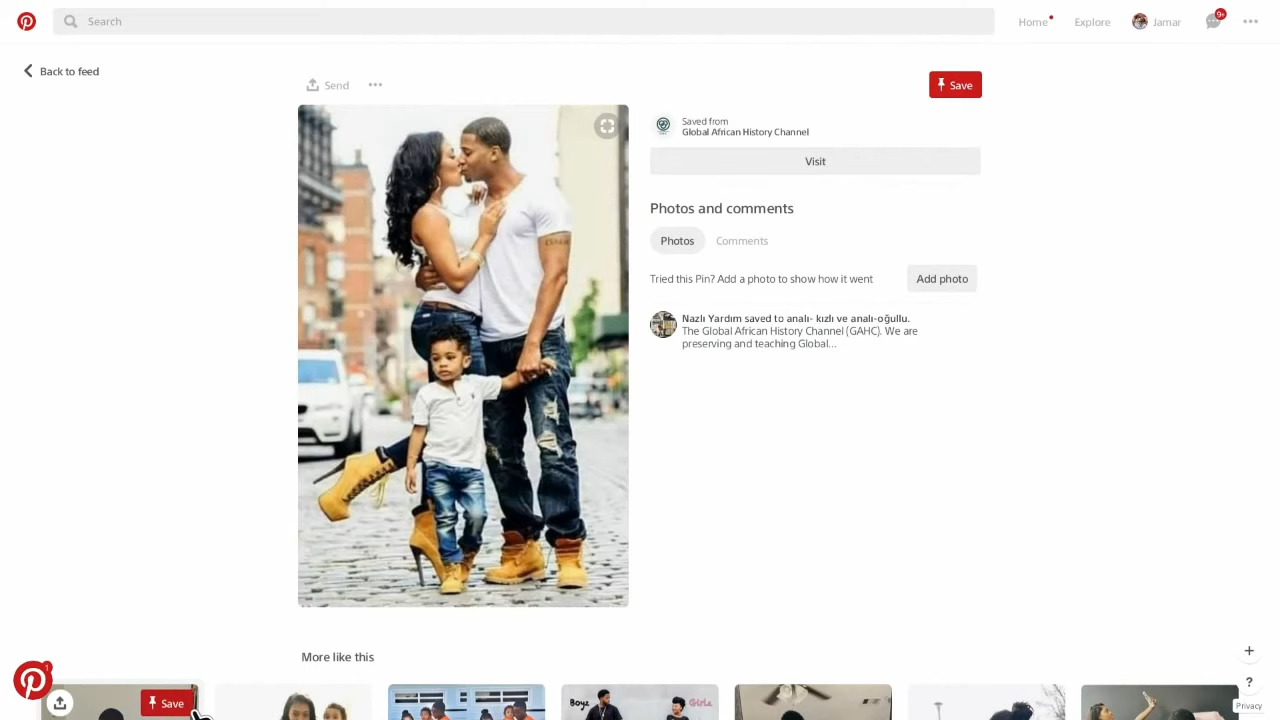 Search
Home
Explore
Jamar
9+
Back to feed
Send
Save
Saved from
Global African History Channel
Visit
Photos and comments
Photos
Comments
Tried this Pin? Add a photo to show how it went
Add photo
Nazlı Yardım saved to analı- kızlı ve analı-oğullu.
The Global African History Channel (GAHC). We are
preserving and teaching Global...
More like this
+
?
1
Save
Boyz
Girls
Privacy